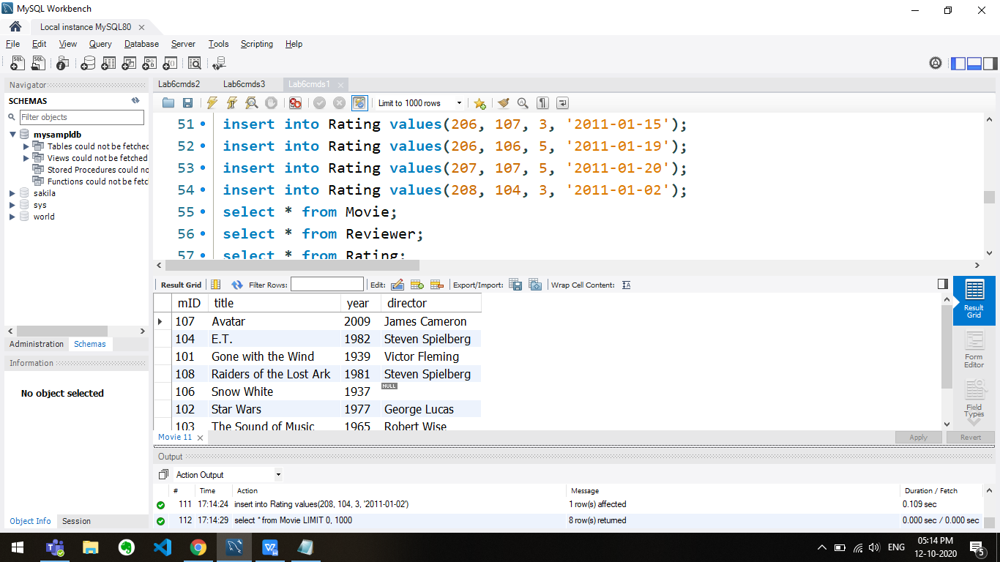 MySQL Workbench
Local instance MySQL80
File Edit View Query Database Server Tools Scripting Help
Navigator
SCHEMAS
Filter objects
mysampldb
Tables could not be fetched
Views could not be fetched
Stored Procedures could no
Functions could not be fetc
sakila
sys
world
Administration Schemas
Information
No object selected
Object Info Session
Lab6cmds2 Lab6cmds3 Lab6cmds1
Limit to 1000 rows
51 insert into Rating values(206, 107, 3, '2011-01-15');
52 insert into Rating values(206, 106, 5, '2011-01-19');
53 insert into Rating values(207, 107, 5, '2011-01-20');
54 insert into Rating values(208, 104, 3, '2011-01-02');
55 select * from Movie;
56 select * from Reviewer;
57 select * from Rating;
Result Grid Filter Rows: Edit: Export/Import: Wrap Cell Content:
mID title year director
107 Avatar 2009 James Cameron
104 E.T. 1982 Steven Spielberg
101 Gone with the Wind 1939 Victor Fleming
108 Raiders of the Lost Ark 1981 Steven Spielberg
106 Snow White 1937 NULL
102 Star Wars 1977 George Lucas
103 The Sound of Music 1965 Robert Wise
Result
Grid
Form
Editor
Field
Types
Movie 11 Apply Revert
Output
Action Output
# Time Action Message Duration / Fetch
111 17:14:24 insert into Rating values(208, 104, 3, '2011-01-02') 1 row(s) affected 0.109 sec
112 17:14:29 select * from Movie LIMIT 0, 1000 8 row(s) returned 0.000 sec / 0.000 sec
ENG
05:14 PM
12-10-2020
5